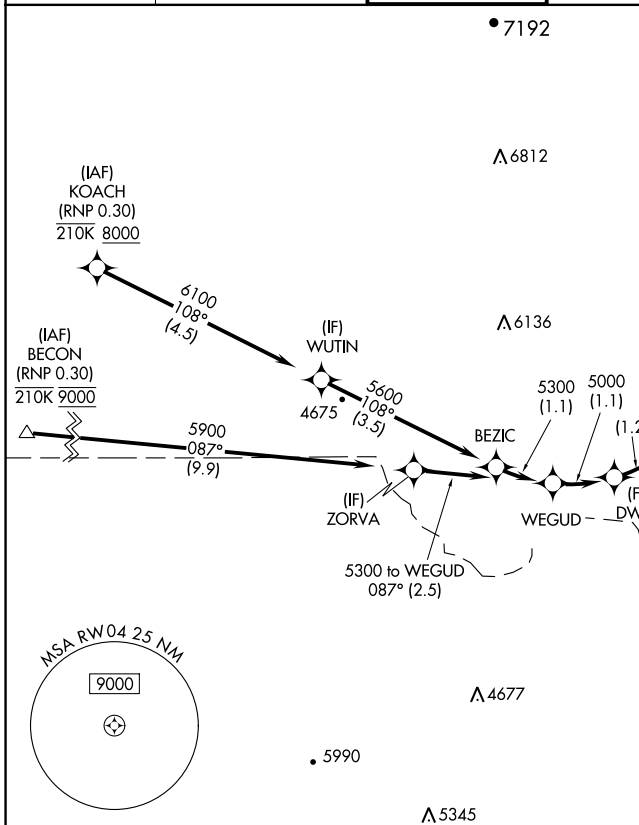 7192
6812
(IAF)
KOACH
(RNP 0.30)
210K 8000
6100
108°
(4.5)
6136
(IF)
WUTIN
(IAF)
BECON
(RNP 0.30)
210K 9000
4675
5600
108°
(3.5)
5300
(1.1)
5000
(1.1)
(1.2
BEZIC
5900
087°
(9.9)
(IF)
ZORVA
WEGUD
5300 to WEGUD
087° (2.5)
MSA RW04 25 NM
9000
4677
5990
5345